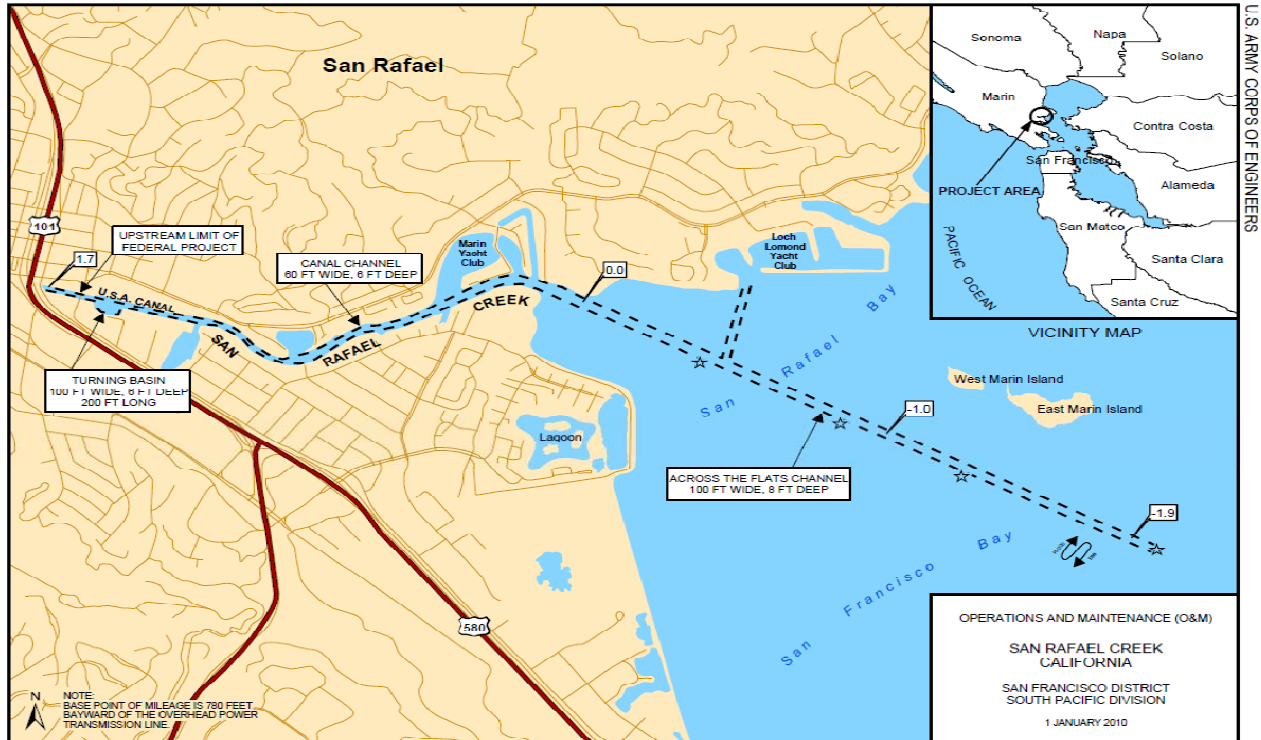 San Rafael
101
UPSTREAM LIMIT OF
FEDERAL PROJECT
1.7
U.S.A. CANAL
CANAL CHANNEL
60 FT WIDE, 6 FT DEEP
Marin
Yacht
Club
0.0
Loch
Lomond
Yacht
Club
SAN
RAFAEL
CREEK
TURNING BASIN
100 FT WIDE, 6 FT DEEP
200 FT LONG
San Rafael Bay
Lagoon
-1.0
ACROSS THE FLATS CHANNEL
100 FT WIDE, 8 FT DEEP
West Marin Island
East Marin Island
-1.9
San Francisco Bay
580
N
NOTE:
BASE POINT OF MILEAGE IS 780 FEET
BAYWARD OF THE OVERHEAD POWER
TRANSMISSION LINE.
Sonoma
Napa
Solano
Marin
Contra Costa
San Francisco
PROJECT AREA
Alameda
San Mateo
PACIFIC OCEAN
Santa Clara
Santa Cruz
VICINITY MAP
OPERATIONS AND MAINTENANCE (O&M)
SAN RAFAEL CREEK
CALIFORNIA
SAN FRANCISCO DISTRICT
SOUTH PACIFIC DIVISION
1 JANUARY 2010
U.S. ARMY CORPS OF ENGINEERS